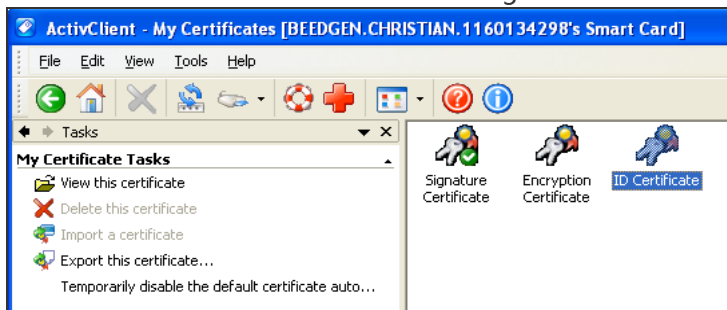 ActivClient - My Certificates [BEEDGEN.CHRISTIAN.1160134298's Smart Card]
File Edit View Tools Help
Tasks
My Certificate Tasks
View this certificate
Delete this certificate
Import a certificate
Export this certificate...
Temporarily disable the default certificate auto...
Signature
Certificate
Encryption
Certificate
ID Certificate